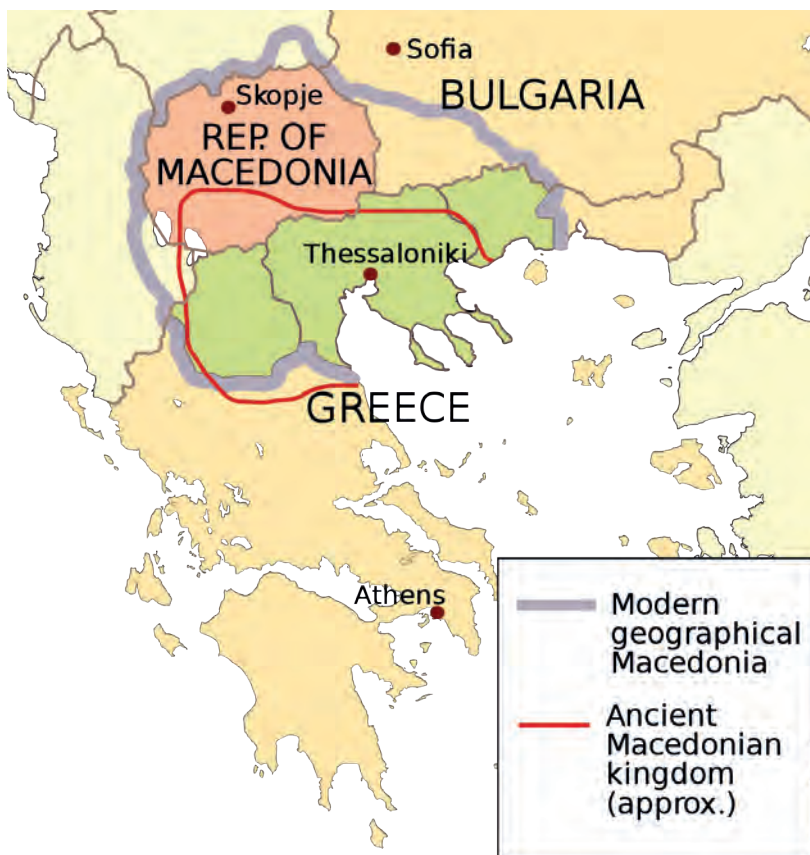 Sofia
BULGARIA
Skopje
REP. OF
MACEDONIA
Thessaloniki
GREECE
Athens
Modern
geographical
Macedonia
Ancient
Macedonian
kingdom
(approx.)